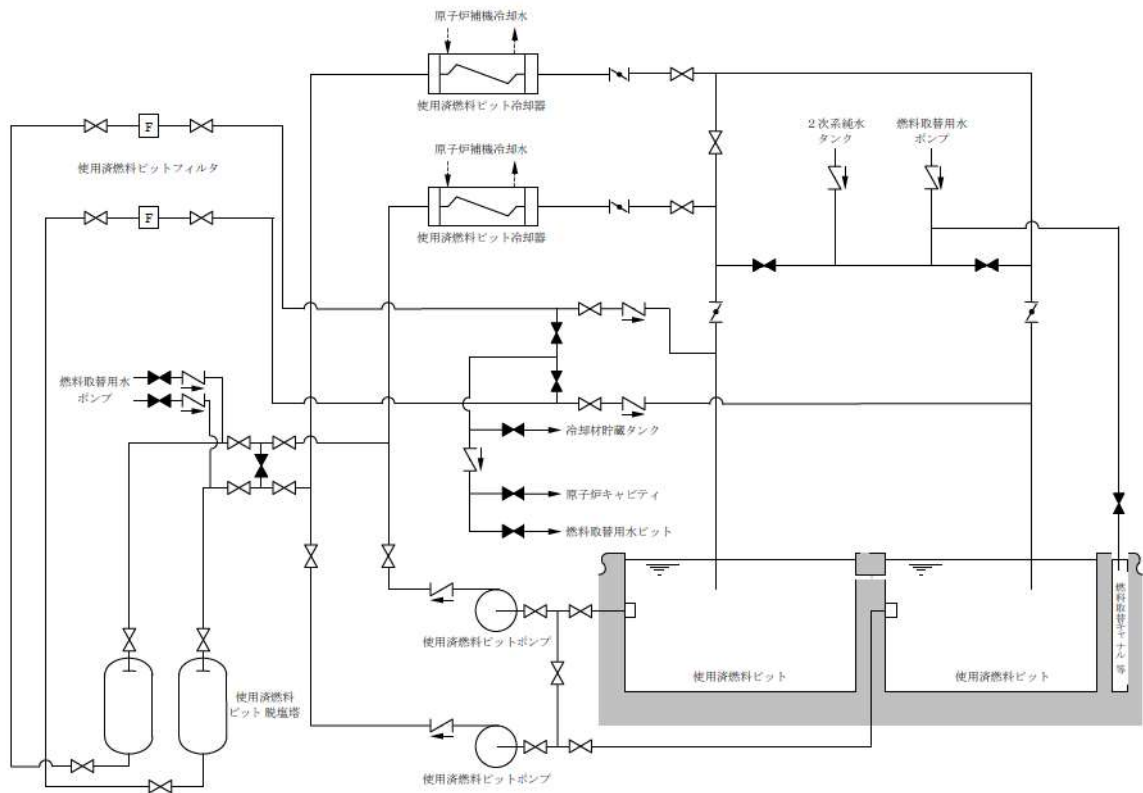 原子炉補機冷却水
使用済燃料ピット冷却器
F
使用済燃料ピットフィルタ
2次系純水
タンク
燃料取替用水
ポンプ
原子炉補機冷却水
使用済燃料ピット冷却器
F
燃料取替用水
ポンプ
冷却材貯蔵タンク
原子炉キャビティ
燃料取替用水ピット
使用済燃料ピットポンプ
使用済燃料ピット
使用済燃料ピット
燃料取替キャナル等
使用済燃料
ピット脱塩塔
使用済燃料ピットポンプ